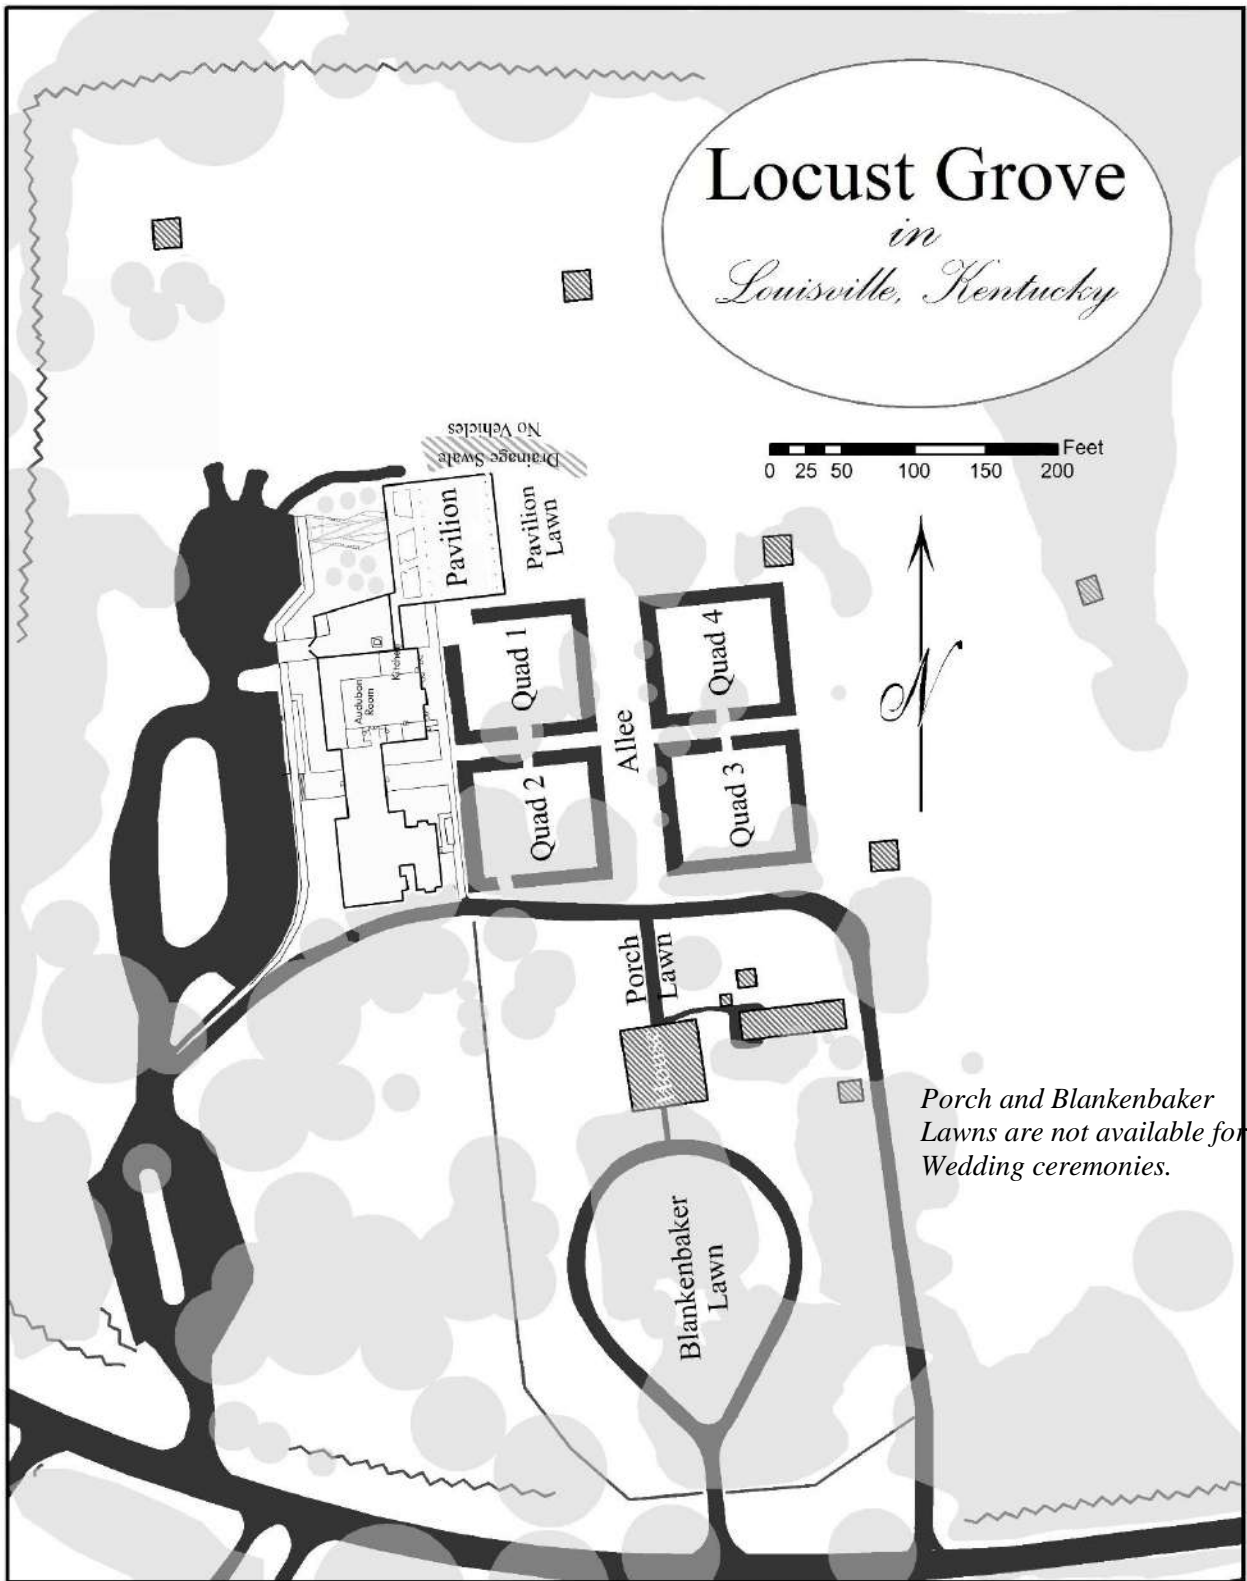 Locust Grove
in
Louisville, Kentucky
No Vehicles
Drainage Swale
Feet
0 25 50 100 150 200
Pavilion
Pavilion
Lawn
Quad 1
Quad 4
Kitchen
Audubon
Room
Allee
Quad 2
Quad 3
N
Porch
Lawn
House
Porch and Blankenbaker
Lawns are not available for
Wedding ceremonies.
Blankenbaker
Lawn